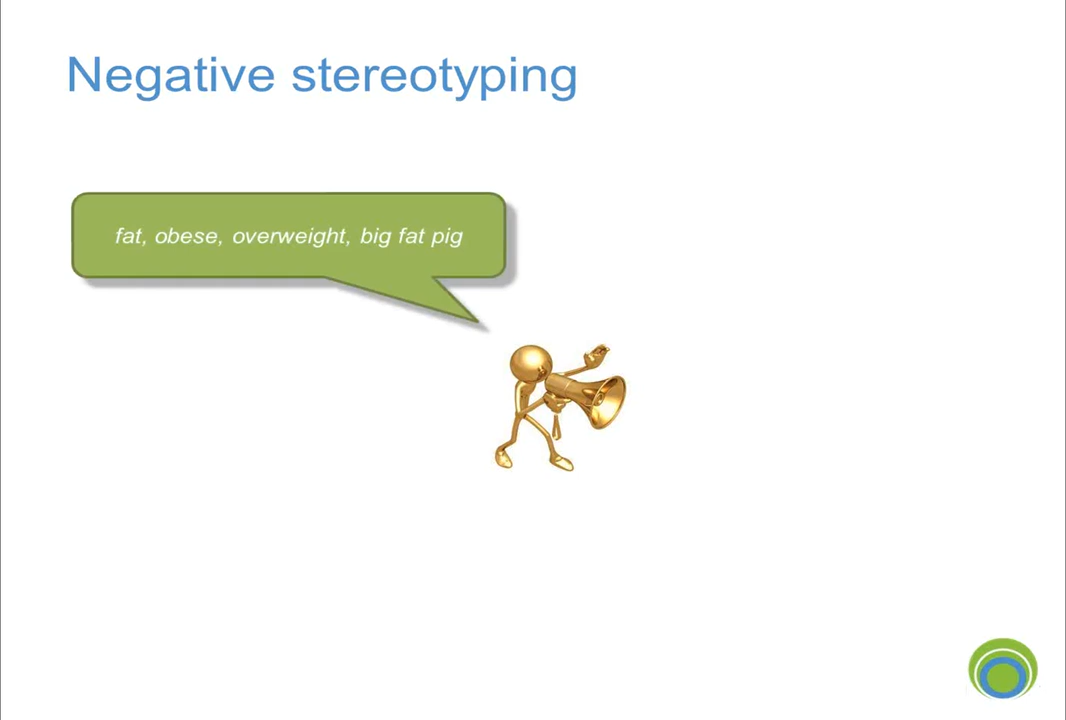 Negative stereotyping
fat, obese, overweight, big fat pig